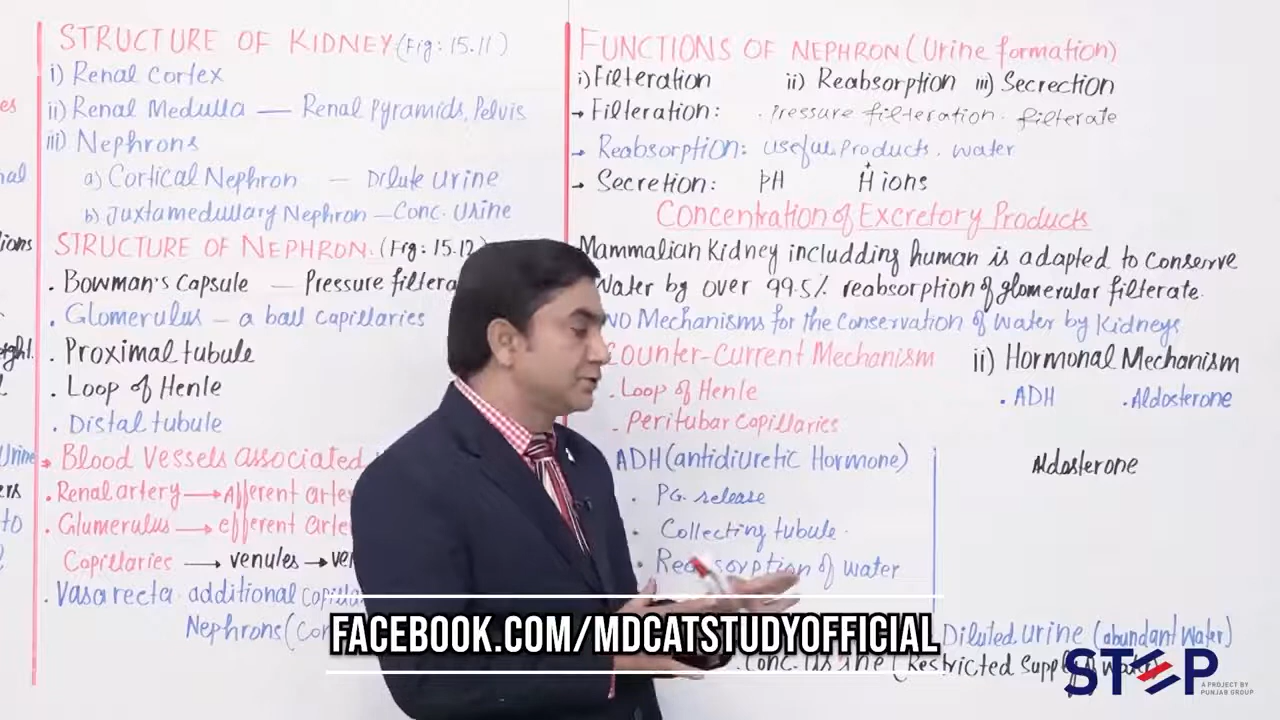 STRUCTURE OF KIDNEY (Fig: 15.11)
i) Renal Cortex
ii) Renal Medulla — Renal Pyramids, Pelvis
iii) Nephrons
a) Cortical Nephron — Dilute Urine
b) Juxtamedullary Nephron — Conc. Urine
STRUCTURE OF NEPHRON. (Fig: 15.12
. Bowman's Capsule — Pressure filtera
. Glomerulus — a ball capillaries
. Proximal tubule
. Loop of Henle
. Distal tubule
Blood Vessels associated
. Renal artery → Afferent arte
. Glumerulus → efferent arte
Capillaries → venules → ve
. Vasa recta additional
Nephrons
FUNCTIONS OF NEPHRON (Urine formation)
i) Filteration ii) Reabsorption iii) Secrection
→ Filteration: . Pressure filteration. filterate
→ Reabsorption: useful Products. water
→ Secretion: PH H+ ions
Concentration of Excretory Products
Mammalian Kidney includding human is adapted to conserve
Water by over 99.5% reabsorption of glomerular filterate.
wo Mechanisms for the Conservation of water by Kidneys
Counter-Current Mechanism ii) Hormonal Mechanism
. Loop of Henle . ADH . Aldosterone
. Peritubar Capillaries
ADH (antidiuretic Hormone) Aldosterone
. PG. release
. Collecting tubule.
. Reabsorption of water
Diluted urine (abundant water)
. Conc. (Restricted Supply
FACEBOOK.COM/MDCATSTUDYOFFICIAL
STEP
A PROJECT BY
PUNJAB GROUP